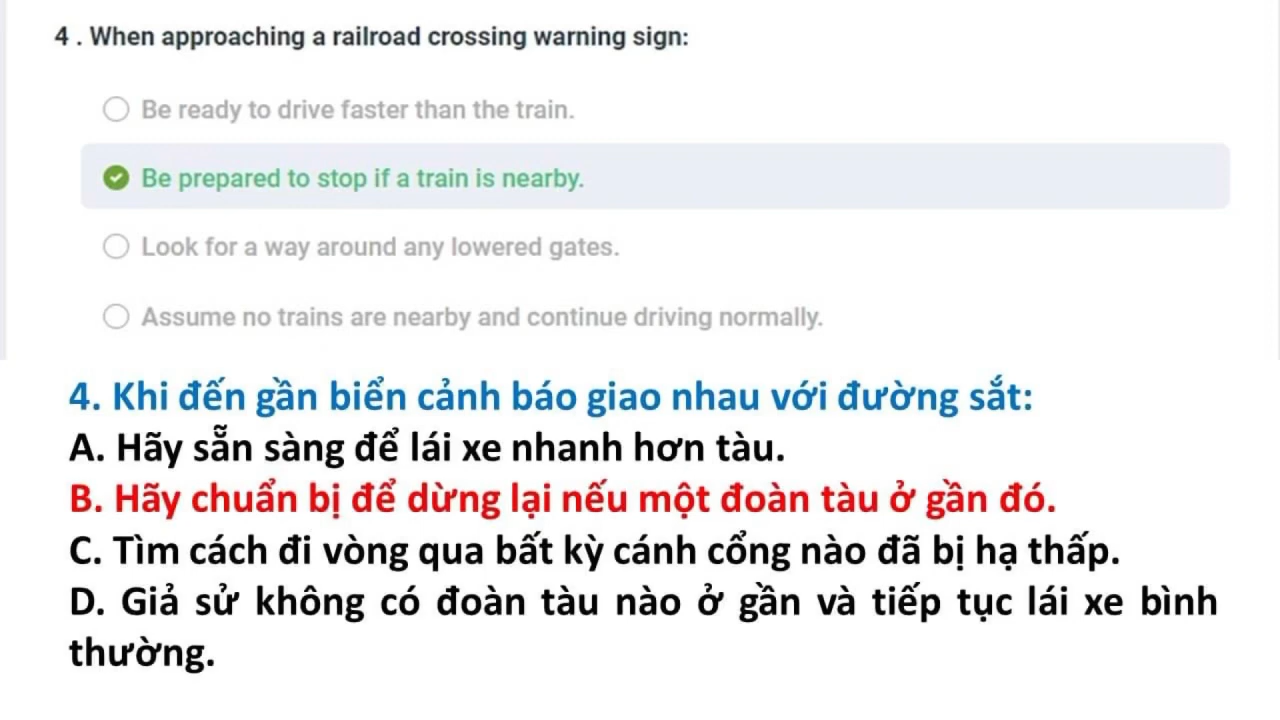 4 . When approaching a railroad crossing warning sign:
Be ready to drive faster than the train.
Be prepared to stop if a train is nearby.
Look for a way around any lowered gates.
Assume no trains are nearby and continue driving normally.
4. Khi đến gần biển cảnh báo giao nhau với đường sắt:
A. Hãy sẵn sàng để lái xe nhanh hơn tàu.
B. Hãy chuẩn bị để dừng lại nếu một đoàn tàu ở gần đó.
C. Tìm cách đi vòng qua bất kỳ cánh cổng nào đã bị hạ thấp.
D. Giả sử không có đoàn tàu nào ở gần và tiếp tục lái xe bình
thường.